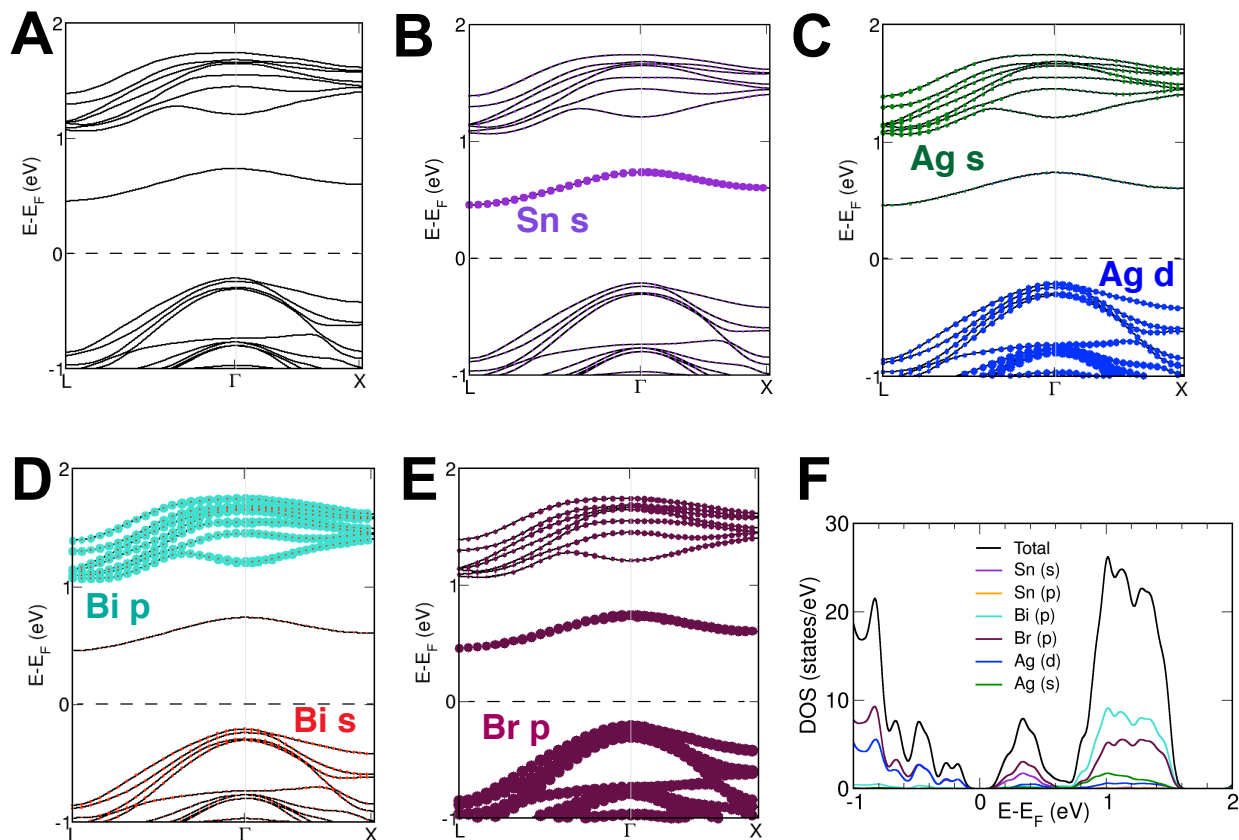 A
2
1
0
-1
E-E_F (eV)
L Γ X
B
2
1
0
-1
E-E_F (eV)
Sn s
L Γ X
C
2
1
0
-1
E-E_F (eV)
Ag s
Ag d
L Γ X
D
2
1
0
-1
E-E_F (eV)
Bi p
Bi s
L Γ X
E
2
1
0
-1
E-E_F (eV)
Br p
L Γ X
F
30
20
10
0
DOS (states/eV)
Total
Sn (s)
Sn (p)
Bi (p)
Br (p)
Ag (d)
Ag (s)
-1 0 1 2
E-E_F (eV)